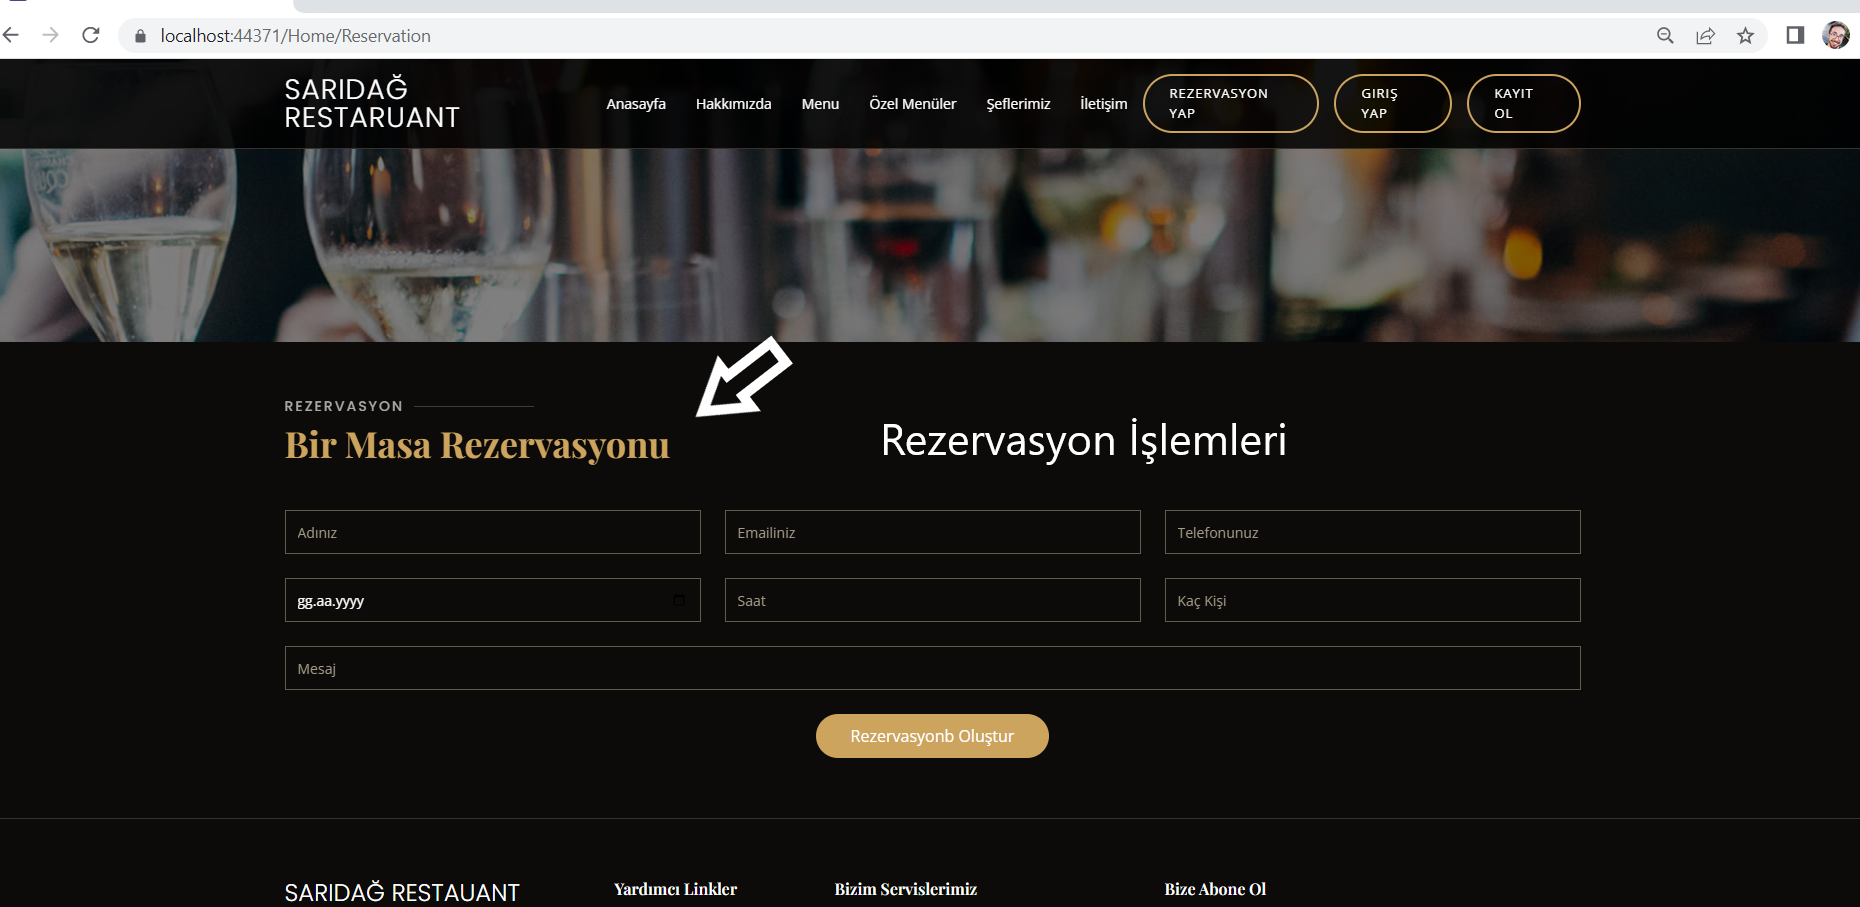 localhost:44371/Home/Reservation
SARIDAĞ
RESTARUANT
Anasayfa Hakkımızda Menu Özel Menüler Şeflerimiz İletişim
REZERVASYON
YAP
GIRIŞ
YAP
KAYIT
OL
REZERVASYON
Bir Masa Rezervasyonu
Rezervasyon İşlemleri
Adınız Emailiniz Telefonunuz
gg.aa.yyyy Saat Kaç Kişi
Mesaj
Rezervasyonb Oluştur
SARIDAĞ RESTAUANT Yardımcı Linkler Bizim Servislerimiz Bize Abone Ol